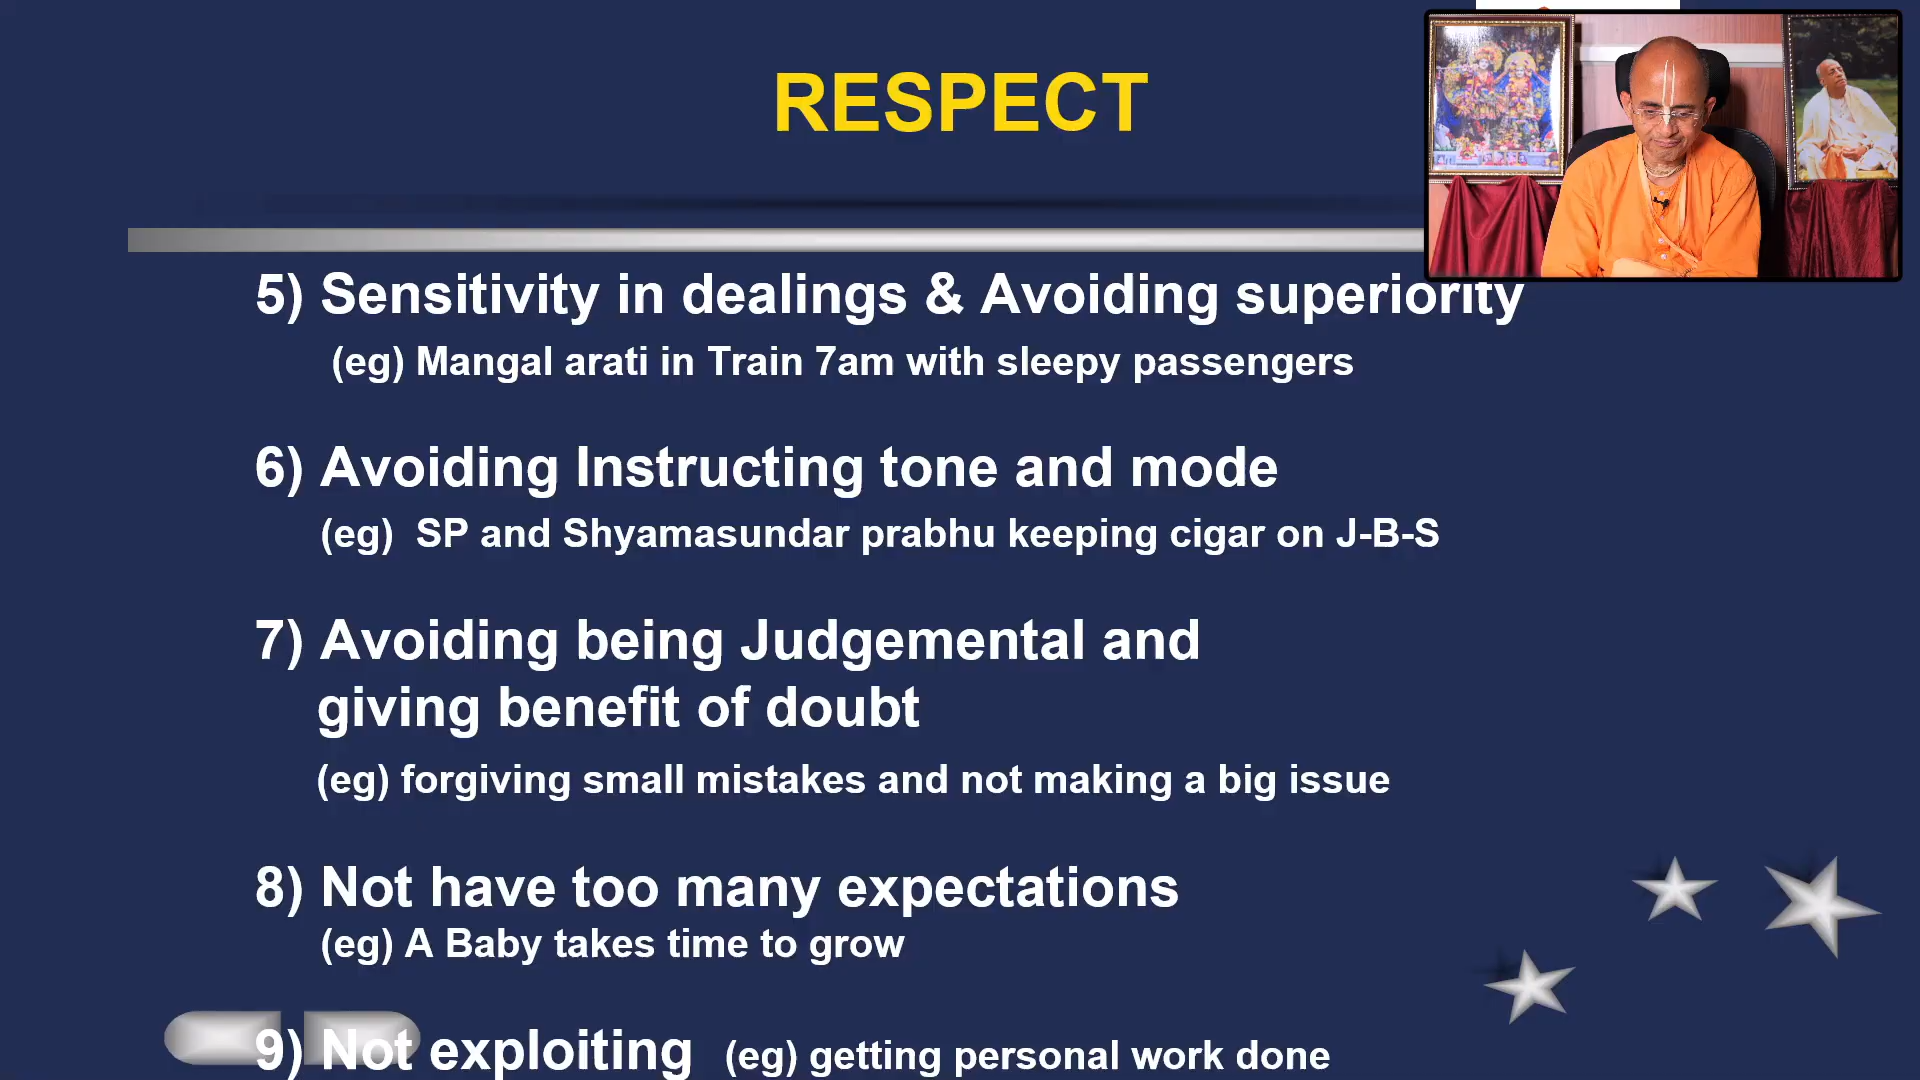 RESPECT
5) Sensitivity in dealings & Avoiding superiority
(eg) Mangal arati in Train 7am with sleepy passengers
6) Avoiding Instructing tone and mode
(eg) SP and Shyamasundar prabhu keeping cigar on J-B-S
7) Avoiding being Judgemental and
giving benefit of doubt
(eg) forgiving small mistakes and not making a big issue
8) Not have too many expectations
(eg) A Baby takes time to grow
9) Not exploiting (eg) getting personal work done